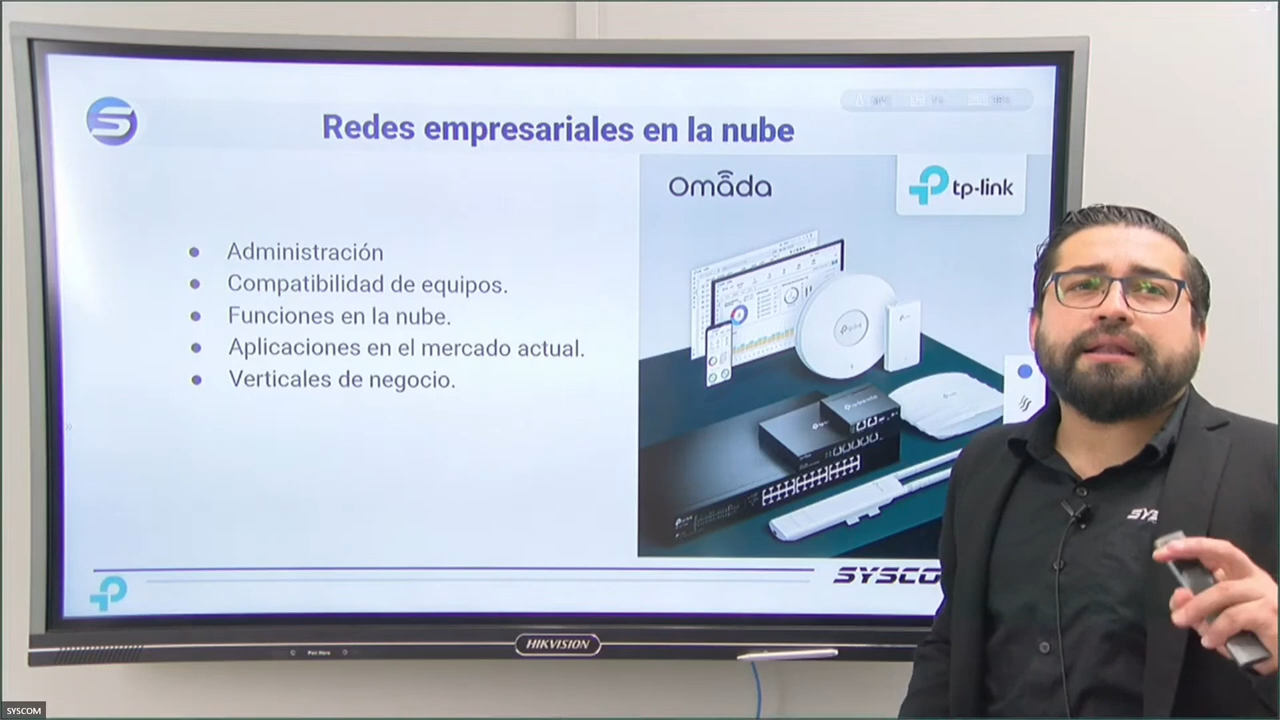 Redes empresariales en la nube
Omada
tp-link
Administración
Compatibilidad de equipos.
Funciones en la nube.
Aplicaciones en el mercado actual.
Verticales de negocio.
SYSCO
SYSC
HIKVISION
SYSCOM